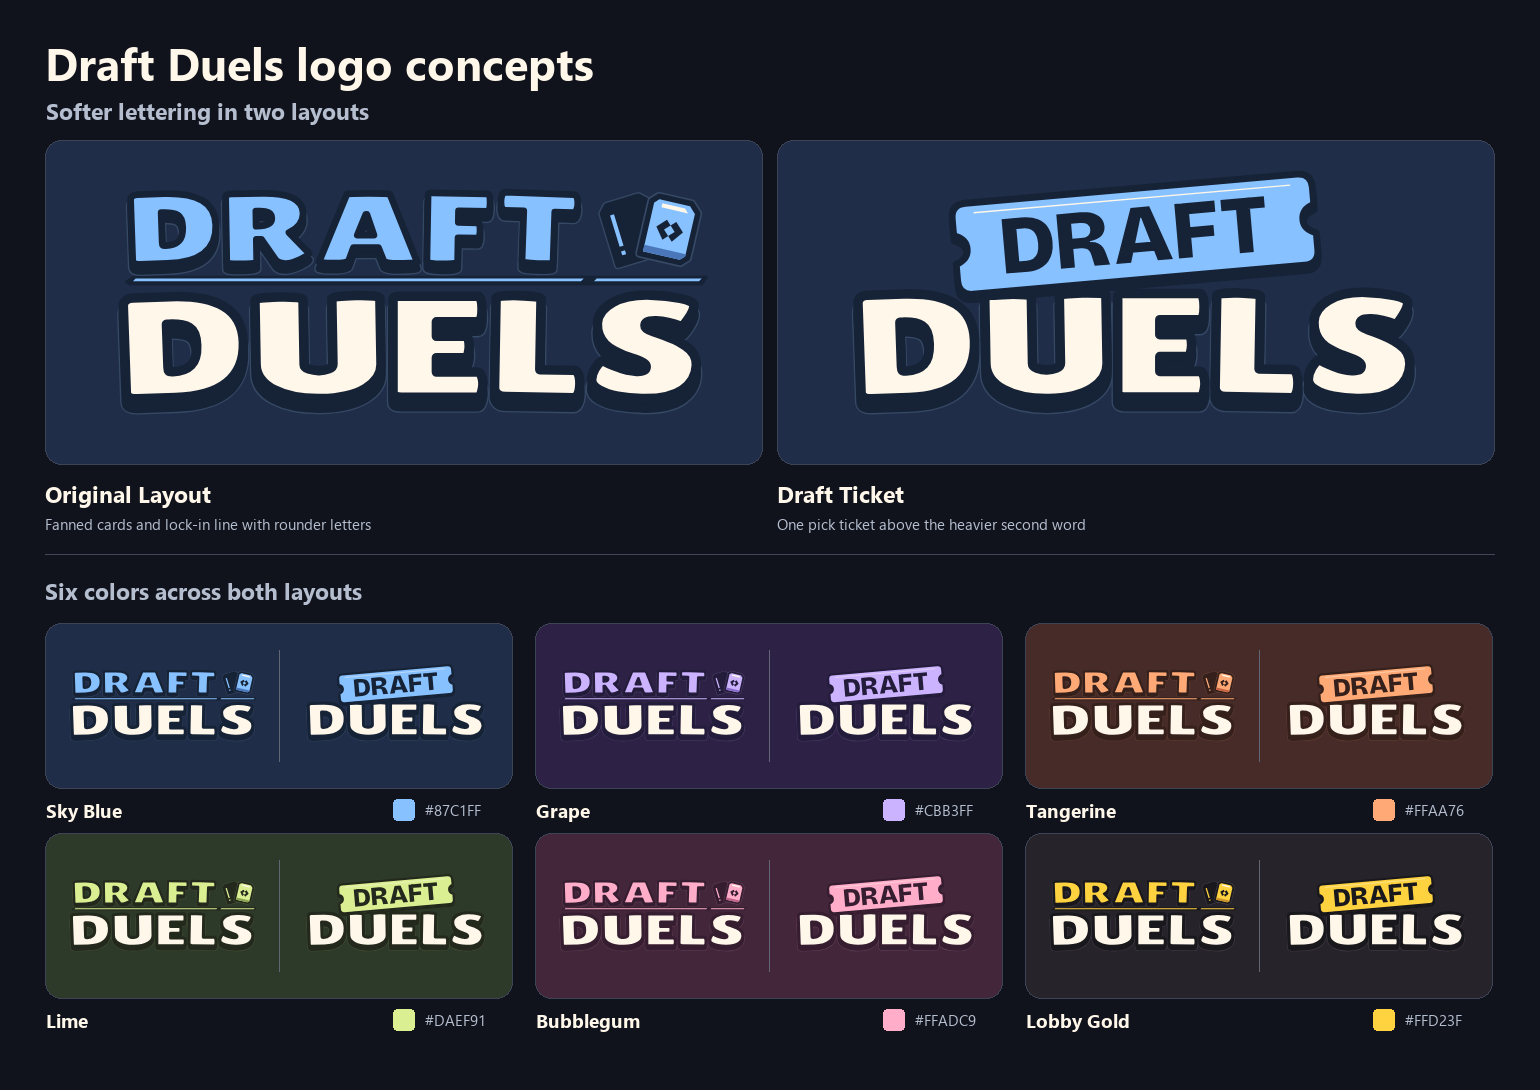 Draft Duels logo concepts
Softer lettering in two layouts
DRAFT
DUELS
DRAFT
DUELS
Original Layout
Fanned cards and lock-in line with rounder letters
Draft Ticket
One pick ticket above the heavier second word
Six colors across both layouts
DRAFT
DUELS
DRAFT
DUELS
Sky Blue #87C1FF
DRAFT
DUELS
DRAFT
DUELS
Grape #CBB3FF
DRAFT
DUELS
DRAFT
DUELS
Tangerine #FFAA76
DRAFT
DUELS
DRAFT
DUELS
Lime #DAEF91
DRAFT
DUELS
DRAFT
DUELS
Bubblegum #FFADC9
DRAFT
DUELS
DRAFT
DUELS
Lobby Gold #FFD23F